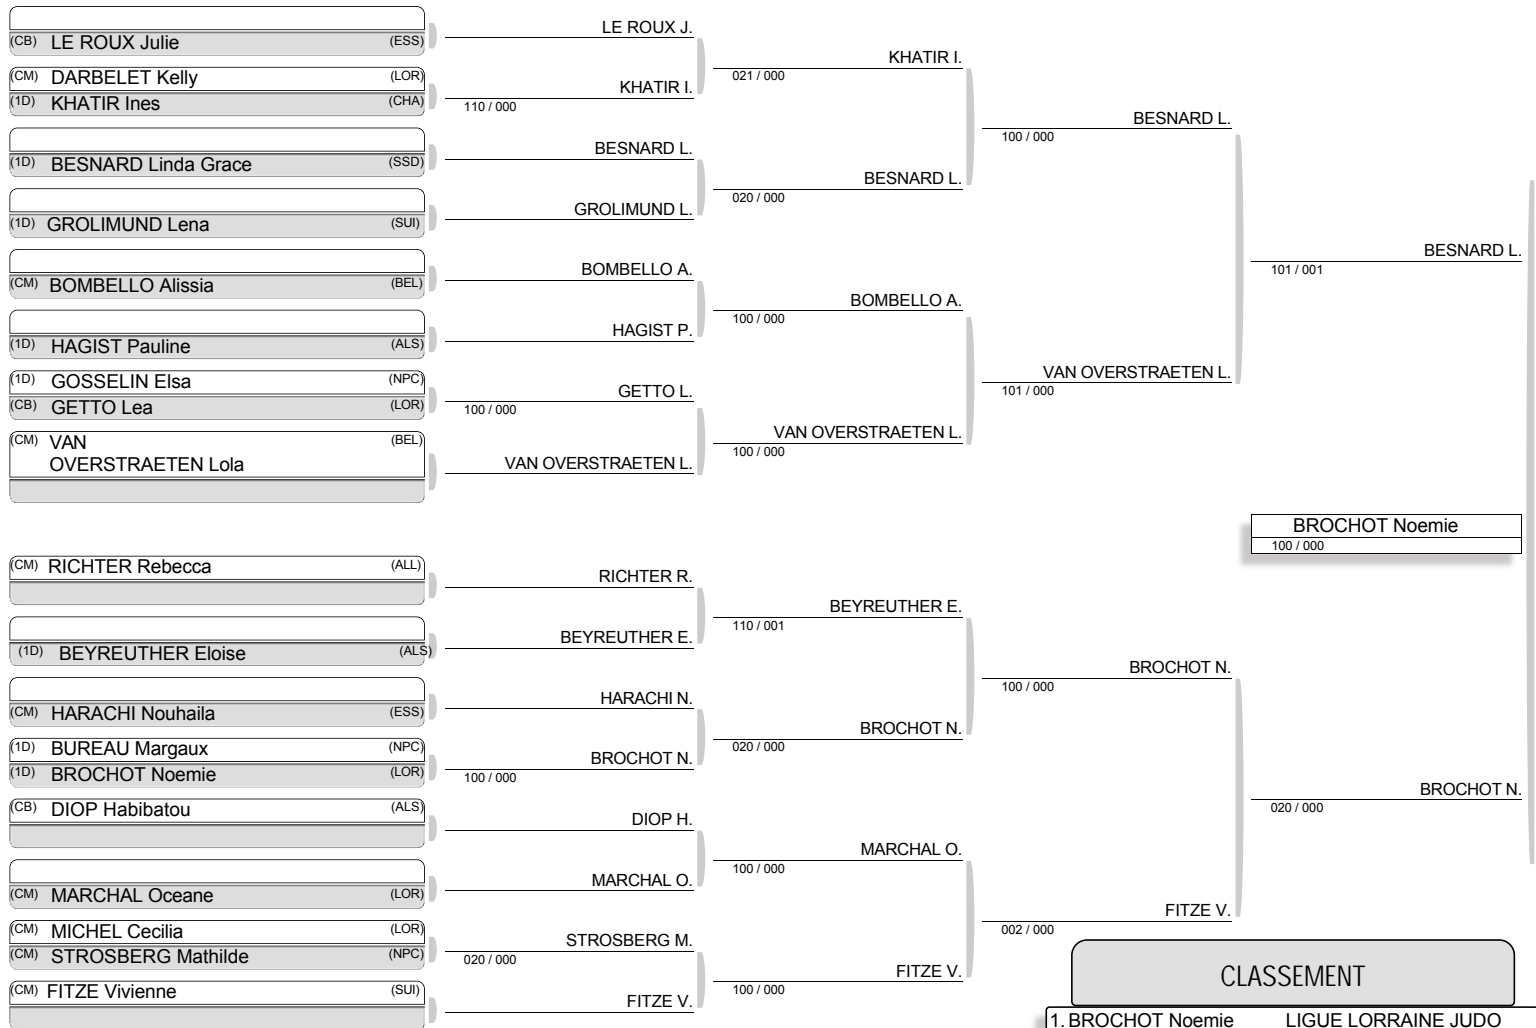 (CB) LE ROUX Julie (ESS)
(CM) DARBELET Kelly (LOR)
(1D) KHATIR Ines (CHA)
(1D) BESNARD Linda Grace (SSD)
(1D) GROLIMUND Lena (SUI)
(CM) BOMBELLO Alissia (BEL)
(1D) HAGIST Pauline (ALS)
(1D) GOSSELIN Elsa (NPC)
(CB) GETTO Lea (LOR)
(CM) VAN (BEL)
OVERSTRAETEN Lola
(CM) RICHTER Rebecca (ALL)
(1D) BEYREUTHER Eloise (ALS)
(CM) HARACHI Nouhaila (ESS)
(1D) BUREAU Margaux (NPC)
(1D) BROCHOT Noemie (LOR)
(CB) DIOP Habibatou (ALS)
(CM) MARCHAL Oceane (LOR)
(CM) MICHEL Cecilia (LOR)
(CM) STROSBERG Mathilde (NPC)
(CM) FITZE Vivienne (SUI)
LE ROUX J.
KHATIR I.
110 / 000
BESNARD L.
GROLIMUND L.
BOMBELLO A.
HAGIST P.
GETTO L.
100 / 000
VAN OVERSTRAETEN L.
RICHTER R.
BEYREUTHER E.
HARACHI N.
BROCHOT N.
100 / 000
DIOP H.
MARCHAL O.
STROSBERG M.
020 / 000
FITZE V.
KHATIR I.
021 / 000
BESNARD L.
020 / 000
BOMBELLO A.
100 / 000
VAN OVERSTRAETEN L.
100 / 000
BEYREUTHER E.
110 / 001
BROCHOT N.
020 / 000
MARCHAL O.
100 / 000
FITZE V.
100 / 000
BESNARD L.
100 / 000
VAN OVERSTRAETEN L.
101 / 000
BROCHOT N.
100 / 000
FITZE V.
002 / 000
BESNARD L.
101 / 001
BROCHOT Noemie
100 / 000
BROCHOT N.
020 / 000
CLASSEMENT
1. BROCHOT Noemie LIGUE LORRAINE JUDO